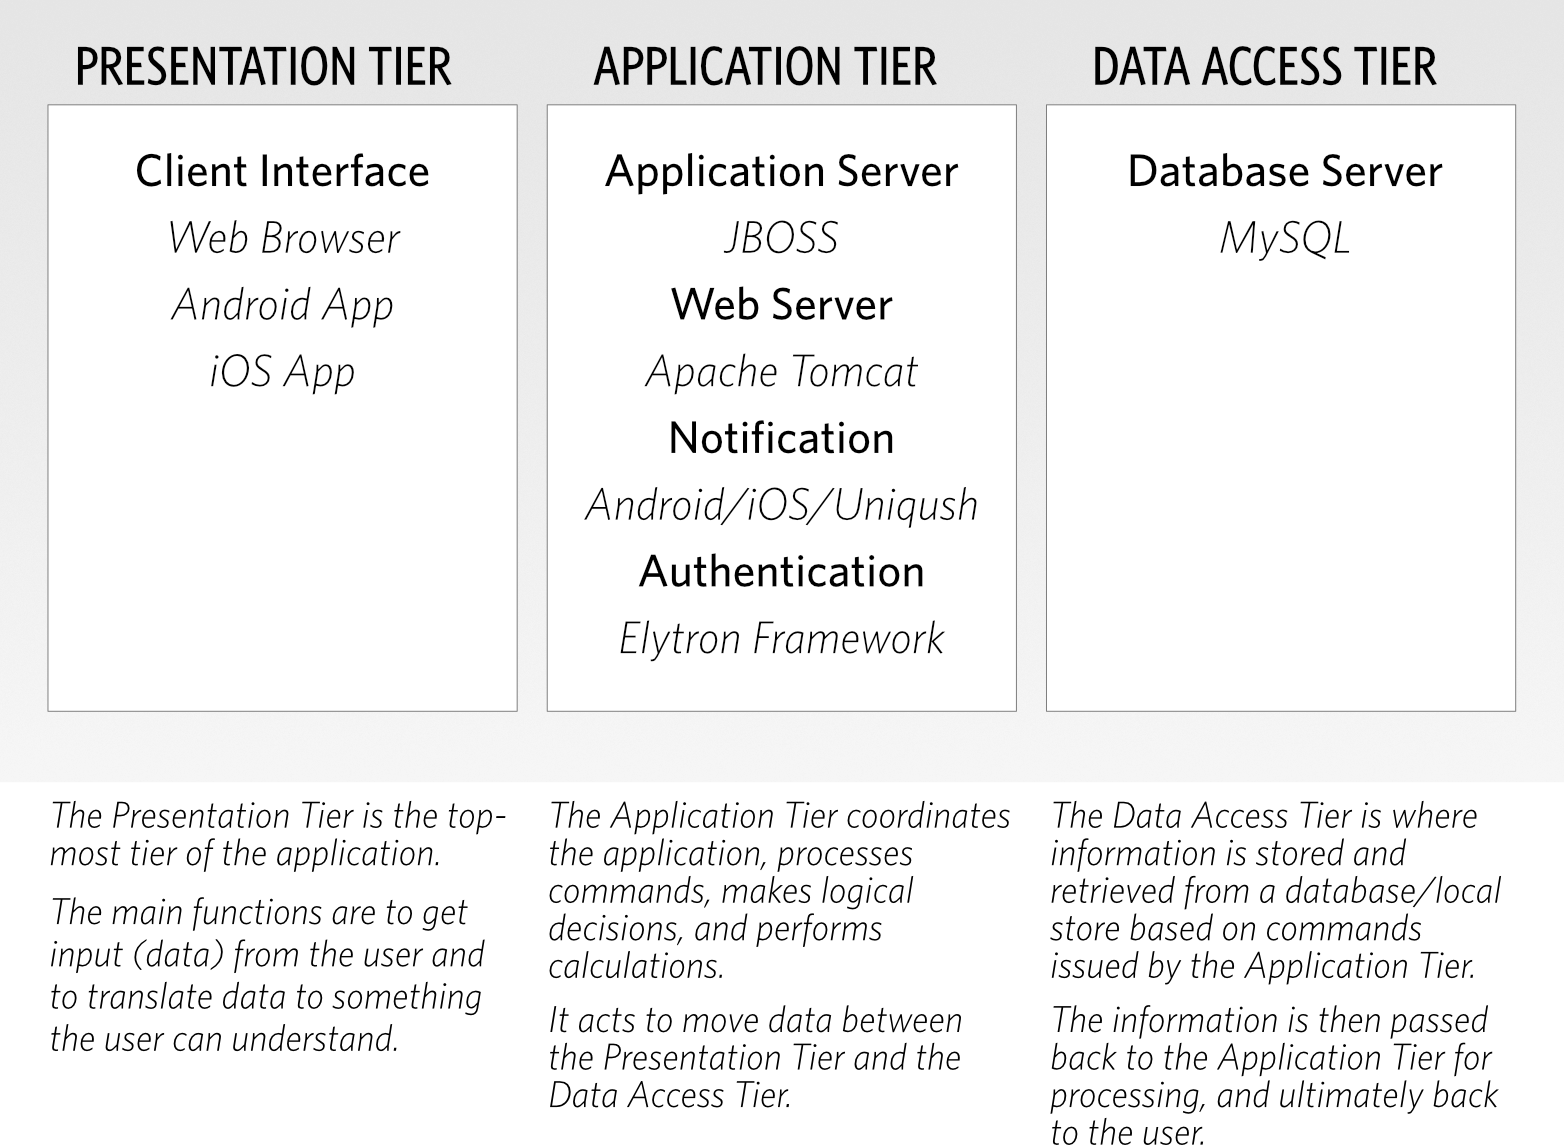 PRESENTATION TIER
Client Interface
Web Browser
Android App
iOS App
The Presentation Tier is the top-
most tier of the application.
The main functions are to get
input (data) from the user and
to translate data to something
the user can understand.
APPLICATION TIER
Application Server
JBOSS
Web Server
Apache Tomcat
Notification
Android/iOS/Uniqush
Authentication
Elytron Framework
The Application Tier coordinates
the application, processes
commands, makes logical
decisions, and performs
calculations.
It acts to move data between
the Presentation Tier and the
Data Access Tier.
DATA ACCESS TIER
Database Server
MySQL
The Data Access Tier is where
information is stored and
retrieved from a database/local
store based on commands
issued by the Application Tier.
The information is then passed
back to the Application Tier for
processing, and ultimately back
to the user.